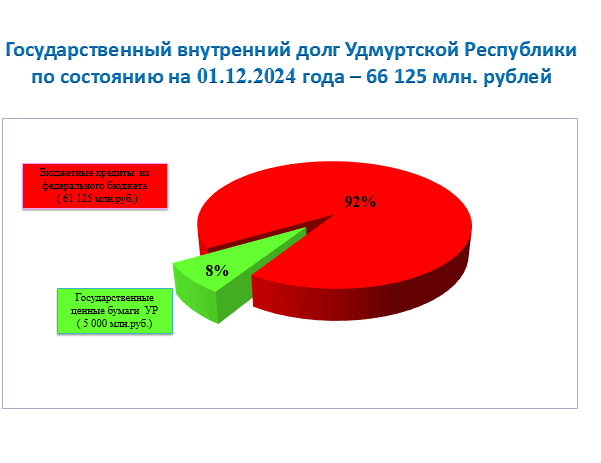 Государственный внутренний долг Удмуртской Республики
по состоянию на 01.12.2024 года – 66 125 млн. рублей
Бюджетные кредиты из
федерального бюджета
( 61 125 млн.руб.)
92%
8%
Государственные
ценные бумаги УР
( 5 000 млн.руб.)